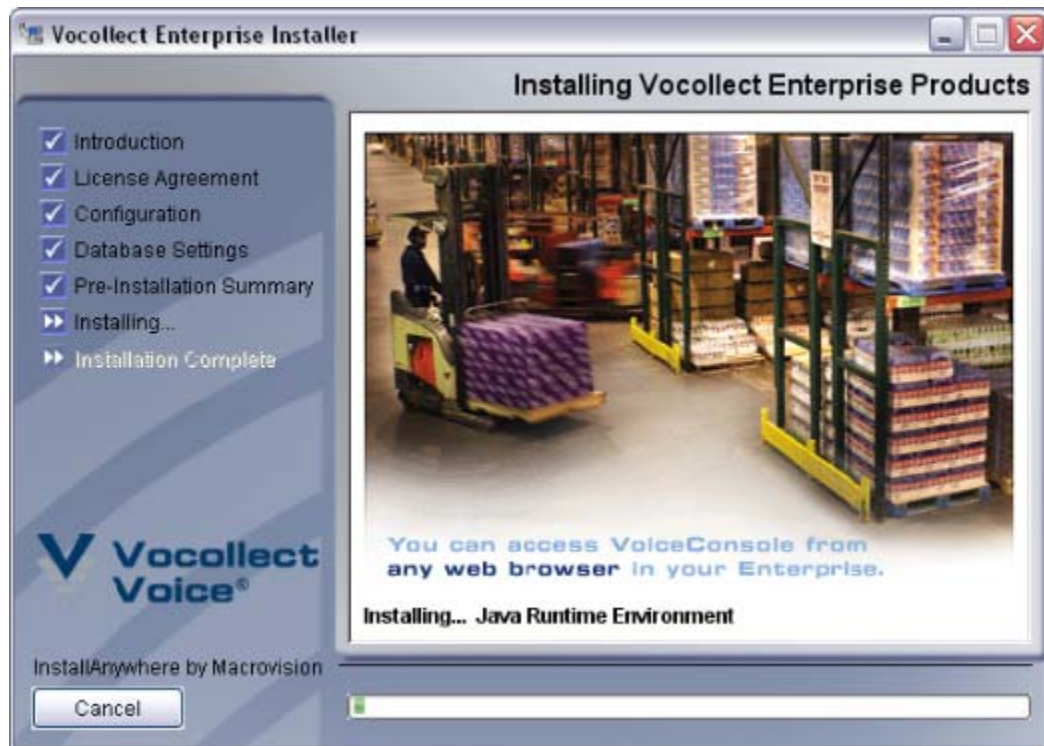 Vocollect Enterprise Installer
Installing Vocollect Enterprise Products
Introduction
License Agreement
Configuration
Database Settings
Pre-Installation Summary
Installing...
Installation Complete
Vocollect
Voice®
You can access VoiceConsole from
any web browser in your Enterprise.
Installing... Java Runtime Environment
InstallAnywhere by Macrovision
Cancel